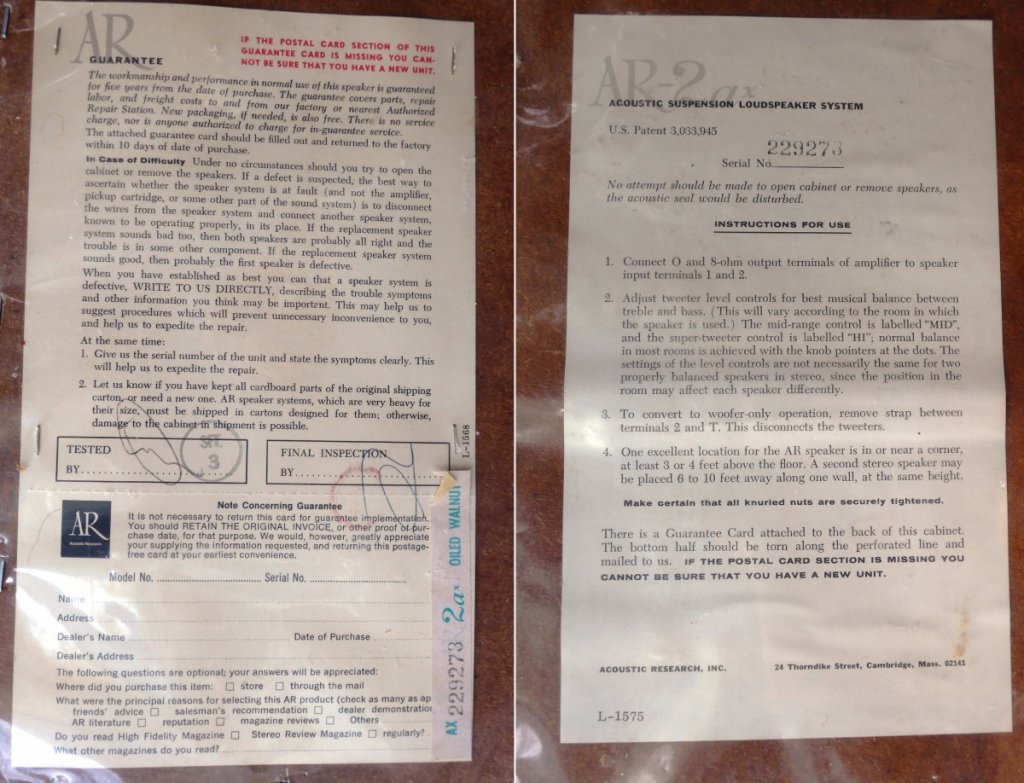 AR
GUARANTEE
IF THE POSTAL CARD SECTION OF THIS
GUARANTEE CARD IS MISSING YOU CAN-
NOT BE SURE THAT YOU HAVE A NEW UNIT.
The workmanship and performance in normal use of this speaker is guaranteed
for five years from the date of purchase. The guarantee covers parts, repair
labor, and freight costs to and from our factory or nearest Authorized
Repair Station. New packaging, if needed, is also free. There is no service
charge, nor is anyone authorized to charge for in-guarantee service.
The attached guarantee card should be filled out and returned to the factory
within 10 days of date of purchase.
In Case of Difficulty Under no circumstances should you try to open the
cabinet or remove the speakers. If a defect is suspected, the best way to
ascertain whether the speaker system is at fault (and not the amplifier,
pickup cartridge, or some other part of the sound system) is to disconnect
the wires from the speaker system and connect another speaker system,
known to be operating properly, in its place. If the replacement speaker
system sounds bad too, then both speakers are probably all right and the
trouble is in some other component. If the replacement speaker system
sounds good, then probably the first speaker is defective.
When you have established as best you can that a speaker system is
defective, WRITE TO US DIRECTLY, describing the trouble symptoms
and other information you think may be important. This may help us to
suggest procedures which will prevent unnecessary inconvenience to you,
and help us to expedite the repair.
At the same time:
1. Give us the serial number of the unit and state the symptoms clearly. This
will help us to expedite the repair.
2. Let us know if you have kept all cardboard parts of the original shipping
carton, or need a new one. AR speaker systems, which are very heavy for
their size, must be shipped in cartons designed for them; otherwise,
damage to the cabinet in shipment is possible.
TESTED
BY
3
FINAL INSPECTION
BY
L-1568
AR
Acoustic Research
Note Concerning Guarantee
It is not necessary to return this card for guarantee implementation.
You should RETAIN THE ORIGINAL INVOICE, or other proof of pur-
chase date, for that purpose. We would, however, greatly appreciate
your supplying the information requested, and returning this postage-
free card at your earliest convenience.
Model No. Serial No.
Name
Address
Dealer's Name Date of Purchase
Dealer's Address
The following questions are optional; your answers will be appreciated:
Where did you purchase this item: □ store □ through the mail
What were the principal reasons for selecting this AR product (check as many as ap
friends' advice □ salesman's recommendation □ dealer demonstration
AR literature □ reputation □ magazine reviews □ Others
Do you read High Fidelity Magazine □ Stereo Review Magazine □ regularly?
What other magazines do you read?
AX 229273 2ax OILED WALNUT
AR-2ax
ACOUSTIC SUSPENSION LOUDSPEAKER SYSTEM
U.S. Patent 3,033,945
229273
Serial No.
No attempt should be made to open cabinet or remove speakers, as
the acoustic seal would be disturbed.
INSTRUCTIONS FOR USE
1. Connect O and 8-ohm output terminals of amplifier to speaker
input terminals 1 and 2.
2. Adjust tweeter level controls for best musical balance between
treble and bass. (This will vary according to the room in which
the speaker is used.) The mid-range control is labelled "MID",
and the super-tweeter control is labelled "HI"; normal balance
in most rooms is achieved with the knob pointers at the dots. The
settings of the level controls are not necessarily the same for two
properly balanced speakers in stereo, since the position in the
room may affect each speaker differently.
3. To convert to woofer-only operation, remove strap between
terminals 2 and T. This disconnects the tweeters.
4. One excellent location for the AR speaker is in or near a corner,
at least 3 or 4 feet above the floor. A second stereo speaker may
be placed 6 to 10 feet away along one wall, at the same height.
Make certain that all knurled nuts are securely tightened.
There is a Guarantee Card attached to the back of this cabinet.
The bottom half should be torn along the perforated line and
mailed to us. IF THE POSTAL CARD SECTION IS MISSING YOU
CANNOT BE SURE THAT YOU HAVE A NEW UNIT.
ACOUSTIC RESEARCH, INC. 24 Thorndike Street, Cambridge, Mass. 02141
L-1575